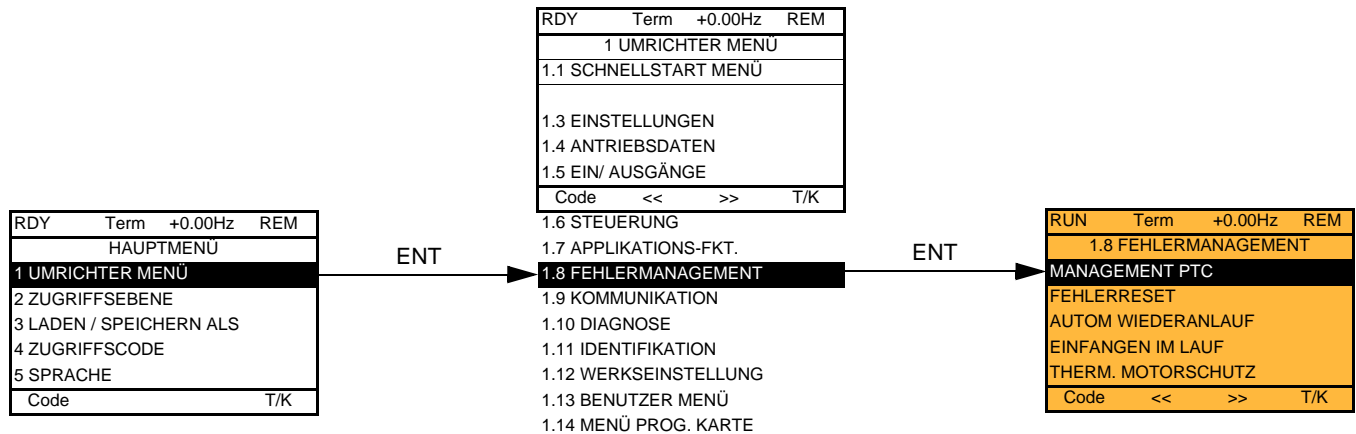 RDY Term +0.00Hz REM
HAUPTMENÜ
1 UMRICHTER MENÜ
2 ZUGRIFFSEBENE
3 LADEN / SPEICHERN ALS
4 ZUGRIFFSCODE
5 SPRACHE
Code T/K
ENT
RDY Term +0.00Hz REM
1 UMRICHTER MENÜ
1.1 SCHNELLSTART MENÜ
1.3 EINSTELLUNGEN
1.4 ANTRIEBSDATEN
1.5 EIN/ AUSGÄNGE
Code << >> T/K
1.6 STEUERUNG
1.7 APPLIKATIONS-FKT.
1.8 FEHLERMANAGEMENT
1.9 KOMMUNIKATION
1.10 DIAGNOSE
1.11 IDENTIFIKATION
1.12 WERKSEINSTELLUNG
1.13 BENUTZER MENÜ
1.14 MENÜ PROG. KARTE
ENT
RUN Term +0.00Hz REM
1.8 FEHLERMANAGEMENT
MANAGEMENT PTC
FEHLERRESET
AUTOM WIEDERANLAUF
EINFANGEN IM LAUF
THERM. MOTORSCHUTZ
Code << >> T/K